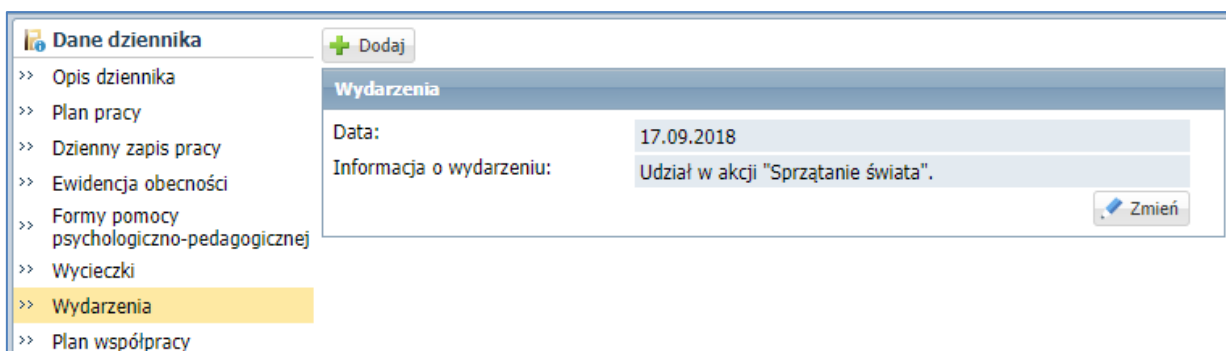 Dane dziennika
>> Opis dziennika
>> Plan pracy
>> Dzienny zapis pracy
>> Ewidencja obecności
>> Formy pomocy
psychologiczno-pedagogicznej
>> Wycieczki
>> Wydarzenia
>> Plan współpracy
Dodaj
Wydarzenia
Data: 17.09.2018
Informacja o wydarzeniu: Udział w akcji "Sprzątanie świata".
Zmień